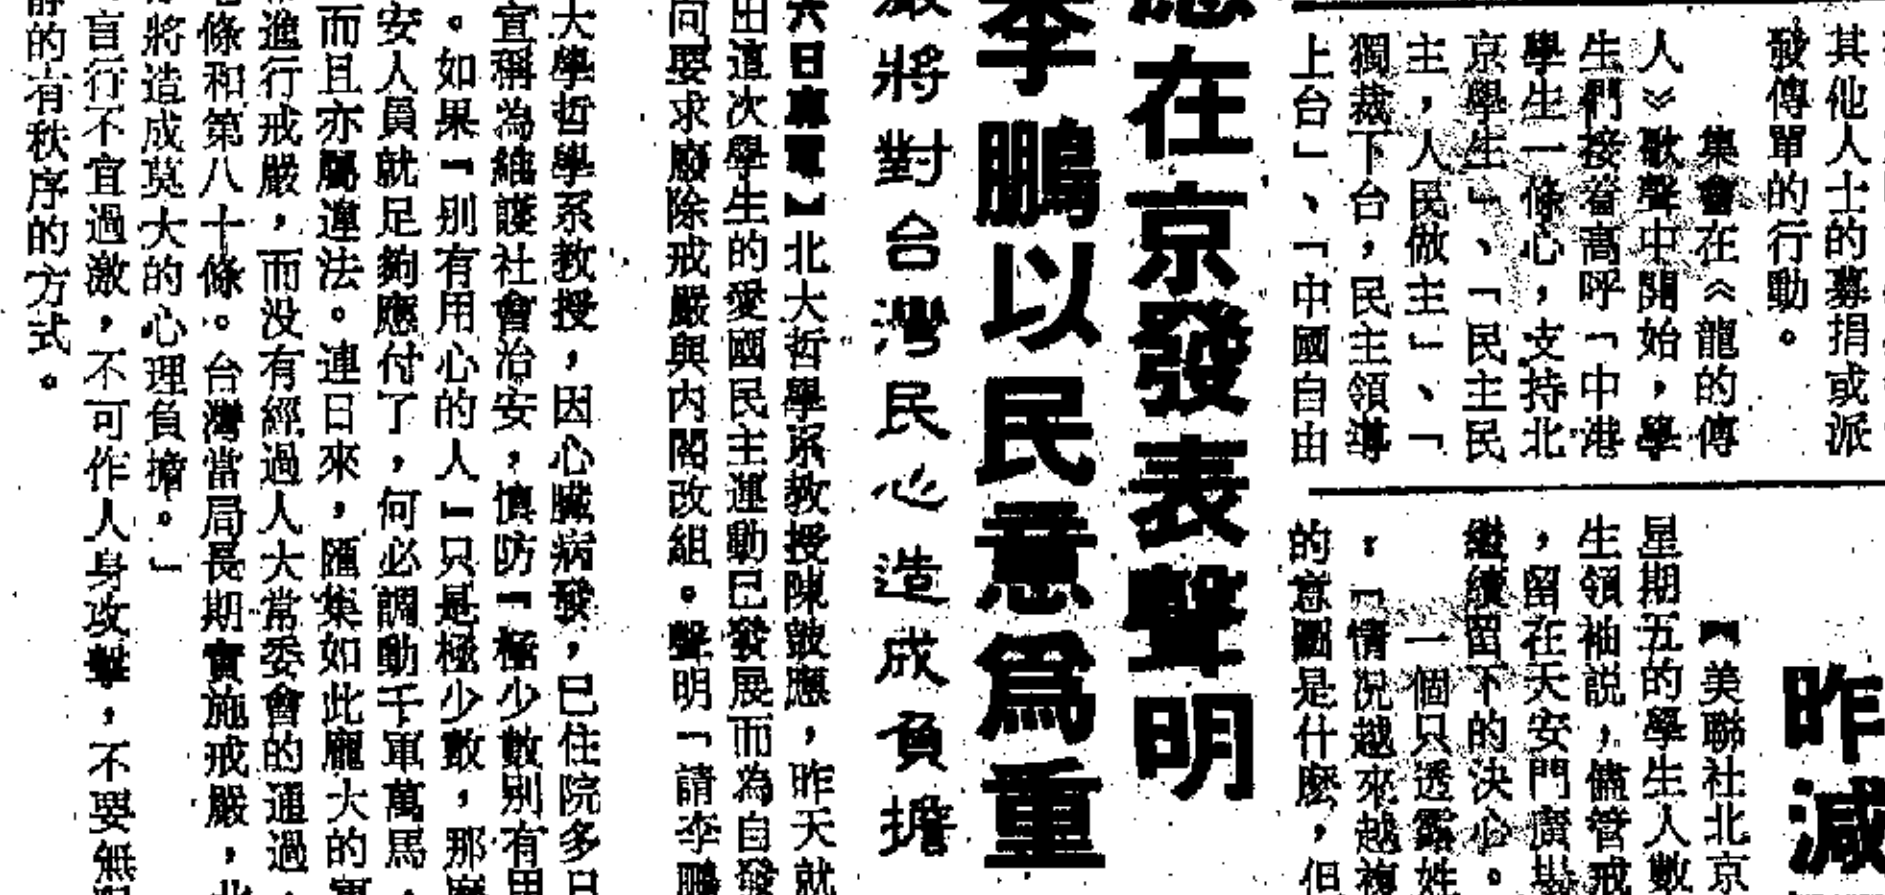 其他人士的募捐或派
發傳單的行動。
集會在《龍的傳
人》歌聲中開始，學
生們接着高呼「中港
學生一條心，支持北
京學生」、「民主民
主，人民做主」、「
獨裁下台，民主領導
上台」、「中國自由
昨減
【美聯社北京
星期五的學生人數
生領袖説，儘管戒
，留在天安門廣場
繼續留下的決心。
一個只透露姓
：「情况越來越複
的意圖是什麼，但
應在京發表聲明
李鵬以民意爲重
嚴將對台灣民心造成負擔
六日專電】北大哲學系教授陳鼓應，昨天就
出這次學生的愛國民主運動已發展而為自發
向要求廢除戒嚴與内閣改組。聲明「請李鵬
大學哲學系教授，因心臟病發，已住院多日
宣稱為維護社會治安，慎防「極少數别有用
。如果「别有用心的人」只是極少數，那麼
安人員就足夠應付了，何必調動千軍萬馬，
而且亦屬違法。連日來，匯集如此龐大的軍
進行戒嚴，而没有經過人大常委會的通過，
條和第八十條。台灣當局長期實施戒嚴，此
將造成莫大的心理負擔。」
言行不宜過激，不可作人身攻擊，不要無限
靜的有秩序的方式。